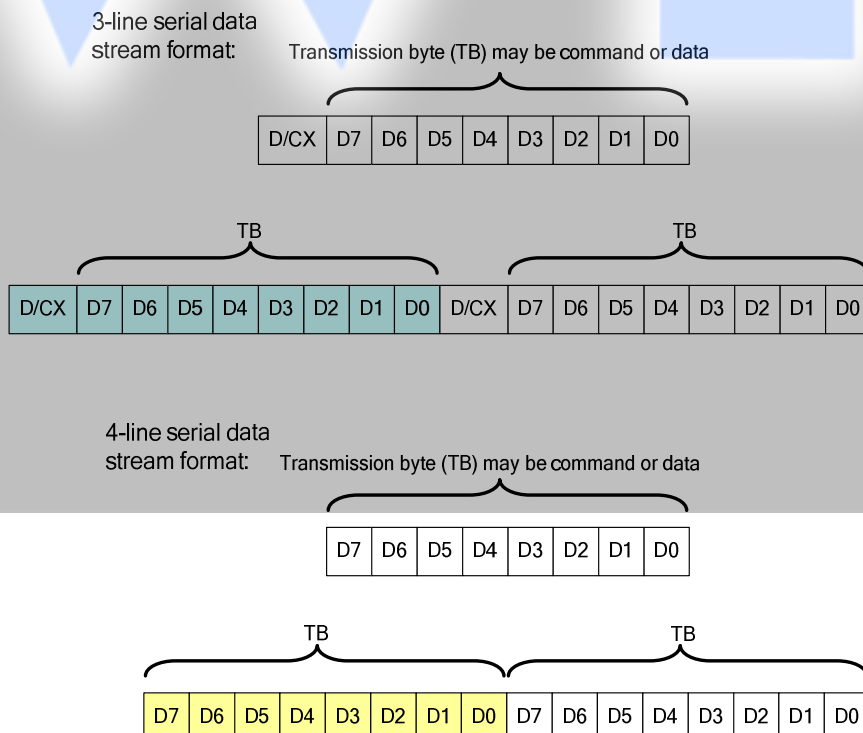 3-line serial data
stream format:
Transmission byte (TB) may be command or data
D/CX D7 D6 D5 D4 D3 D2 D1 D0
TB TB
D/CX D7 D6 D5 D4 D3 D2 D1 D0 D/CX D7 D6 D5 D4 D3 D2 D1 D0
4-line serial data
stream format:
Transmission byte (TB) may be command or data
D7 D6 D5 D4 D3 D2 D1 D0
TB TB
D7 D6 D5 D4 D3 D2 D1 D0 D7 D6 D5 D4 D3 D2 D1 D0